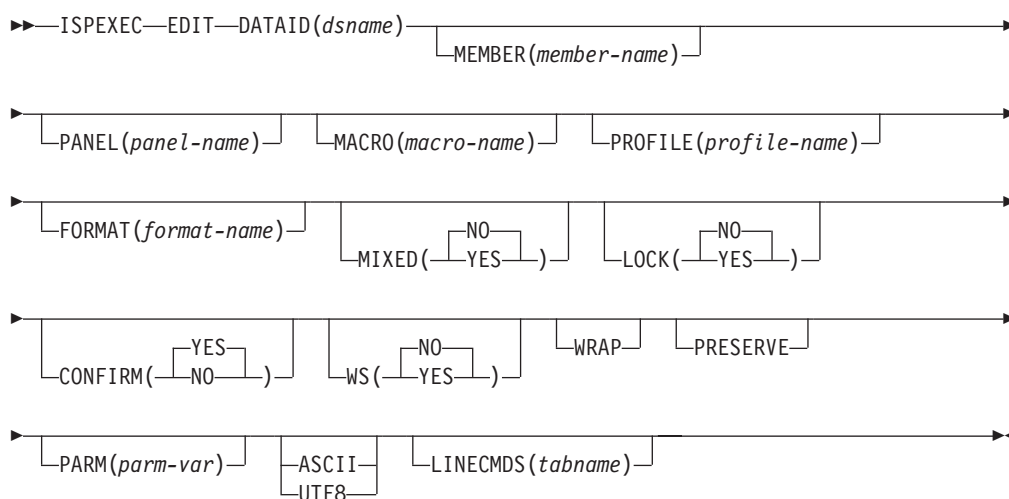 ISPEXEC EDIT DATAID(dsname)
MEMBER(member-name)
PANEL(panel-name) MACRO(macro-name) PROFILE(profile-name)
FORMAT(format-name) MIXED( NO YES ) LOCK( NO YES )
CONFIRM( YES NO ) WS( NO YES ) WRAP PRESERVE
PARM(parm-var) ASCII LINECMDS(tabname)
UTF8